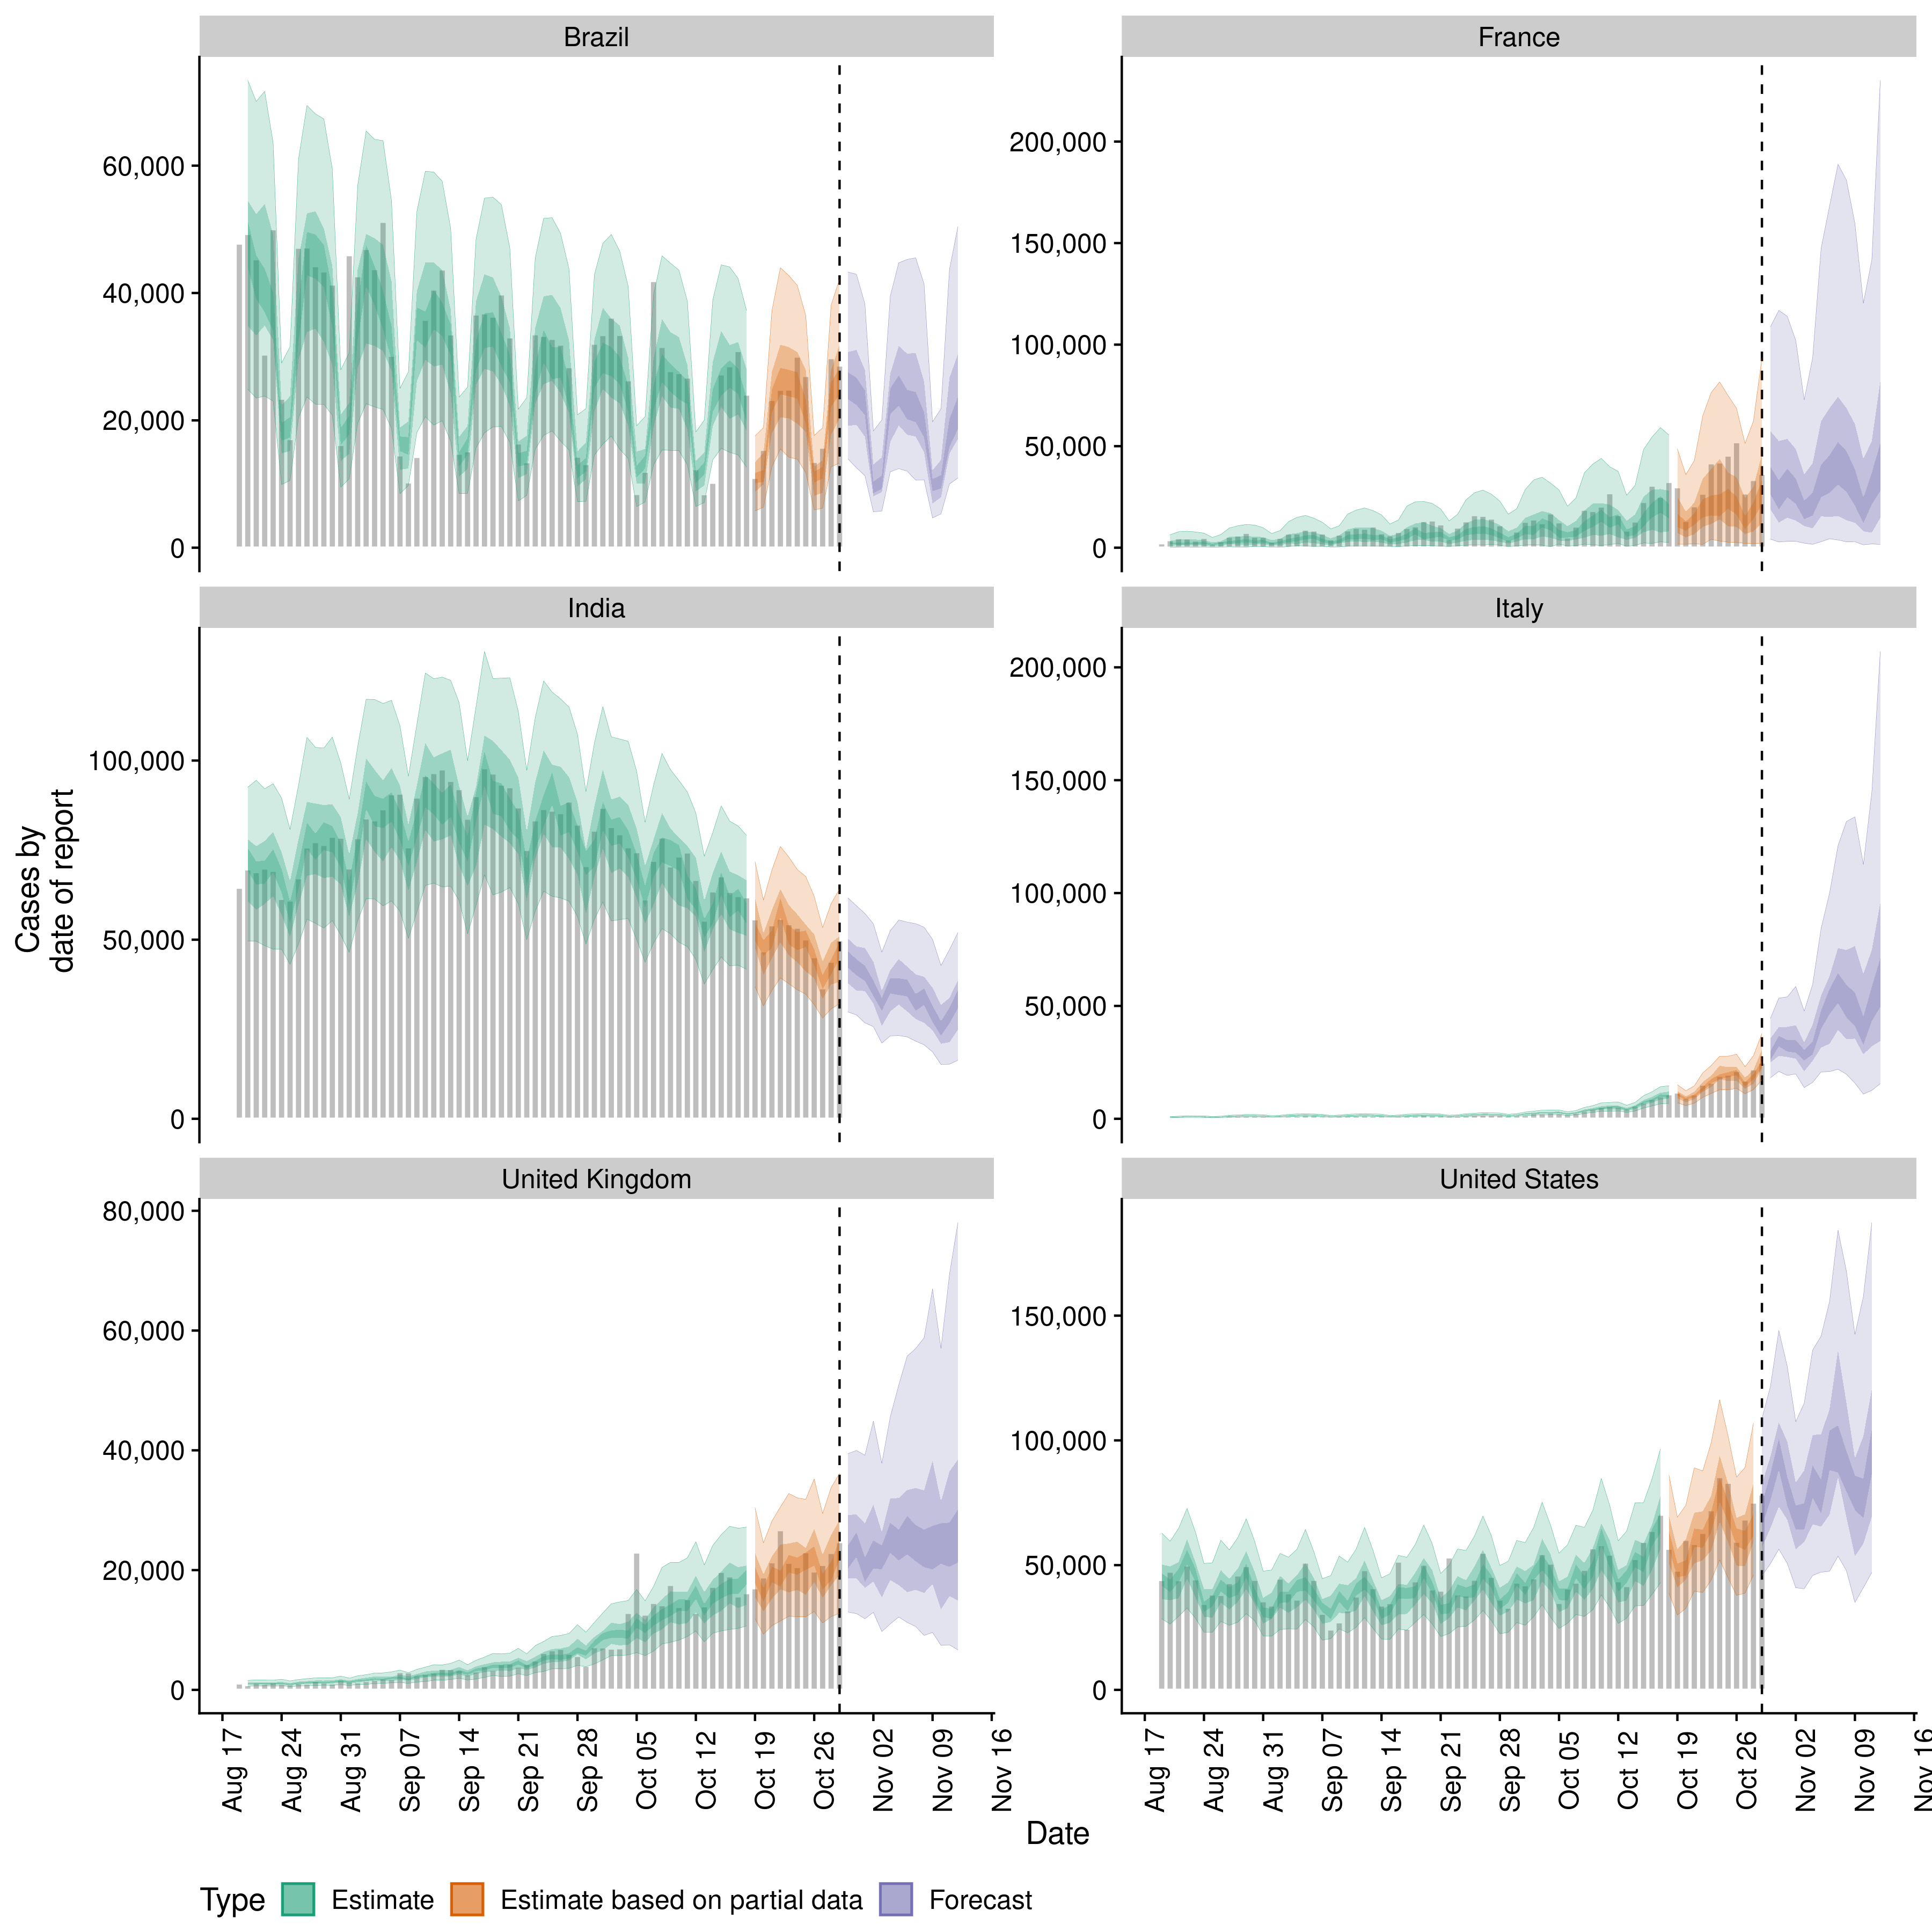 Brazil
France
60,000
40,000
20,000
0
200,000
150,000
100,000
50,000
0
India
Italy
100,000
50,000
0
200,000
150,000
100,000
50,000
0
Cases by
date of report
United Kingdom
United States
80,000
60,000
40,000
20,000
0
150,000
100,000
50,000
0
Aug 17
Aug 24
Aug 31
Sep 07
Sep 14
Sep 21
Sep 28
Oct 05
Oct 12
Oct 19
Oct 26
Nov 02
Nov 09
Nov 16
Aug 17
Aug 24
Aug 31
Sep 07
Sep 14
Sep 21
Sep 28
Oct 05
Oct 12
Oct 19
Oct 26
Nov 02
Nov 09
Nov 16
Date
Type Estimate Estimate based on partial data Forecast